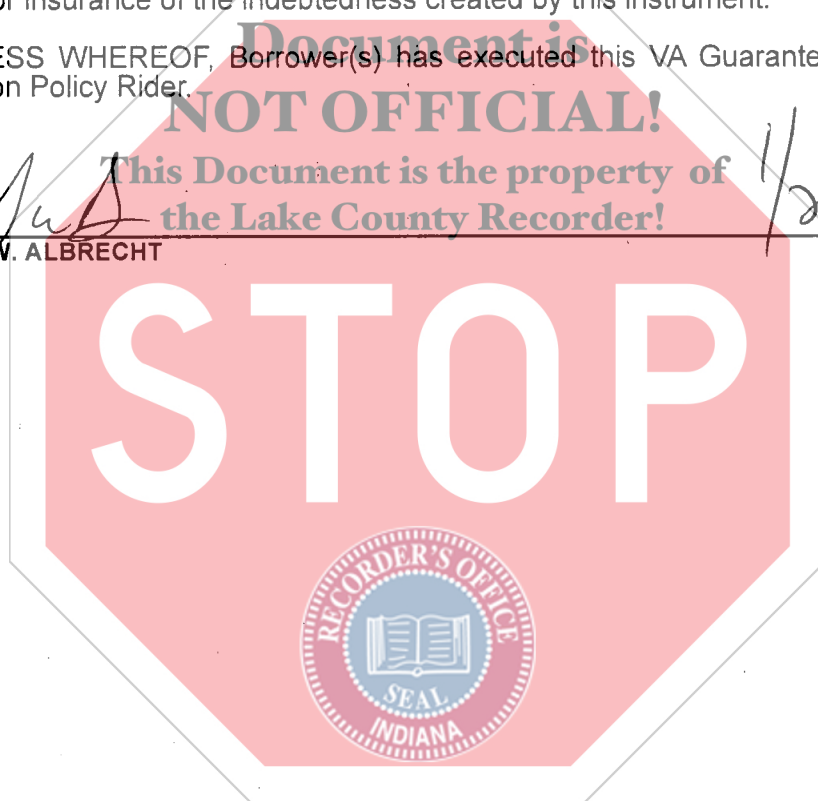 or insurance of the indebtedness created by this instrument.
ESS WHEREOF, Borrower(s) has executed this VA Guarante
on Policy Rider.
Document is
NOT OFFICIAL!
This Document is the property of
the Lake County Recorder!
W. ALBRECHT
STOP
RECORDER'S OFFICE
SEAL
INDIANA